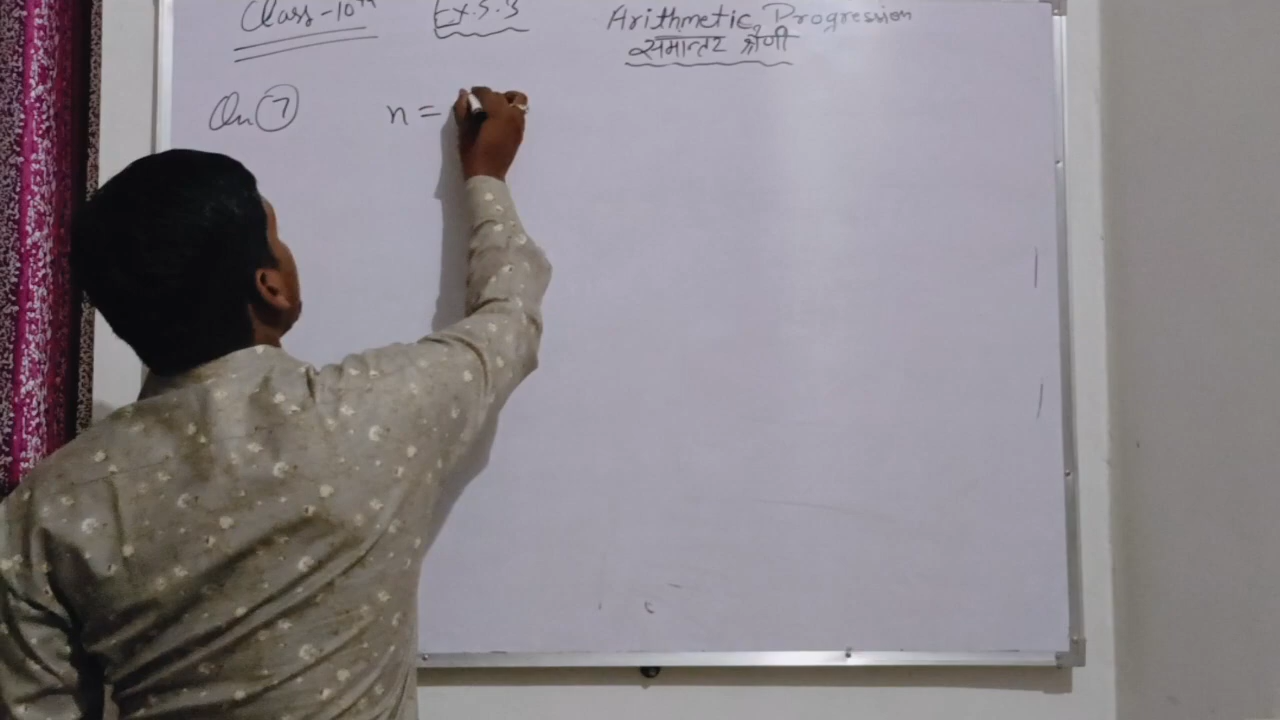 Class-10th Ex.5.3 Arithmetic Progression
समान्तर श्रेणी
Qn 7 n =